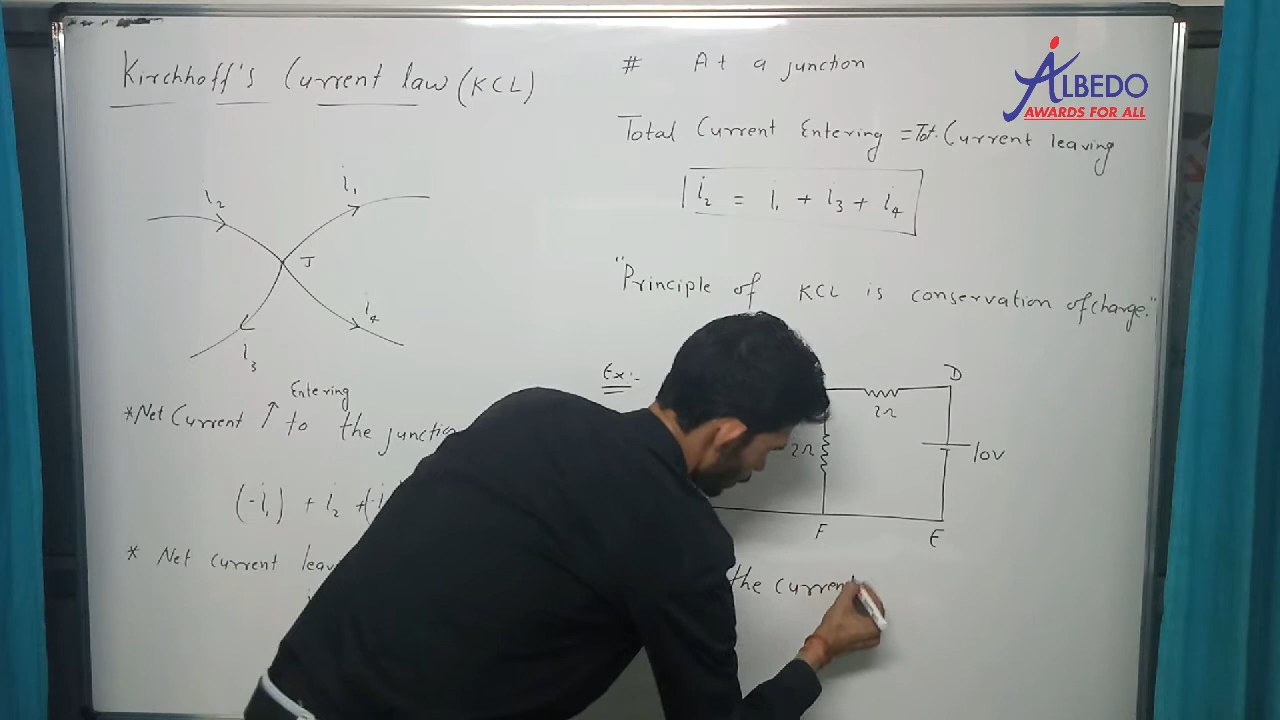 Kirchhoff's Current law (KCL)
i₂
i₁
J
i₃
i₄
*Net Current ↑ to the junction
Entering
(-i₁) + i₂ +(-i
* Net current leav
# At a junction
Total Current Entering = Tot. Current leaving
i₂ = i₁ + i₃ + i₄
"Principle of KCL is conservation of charge."
Ex:-
D
2Ω
2Ω
10V
F
E
the current
ALBEDO
AWARDS FOR ALL